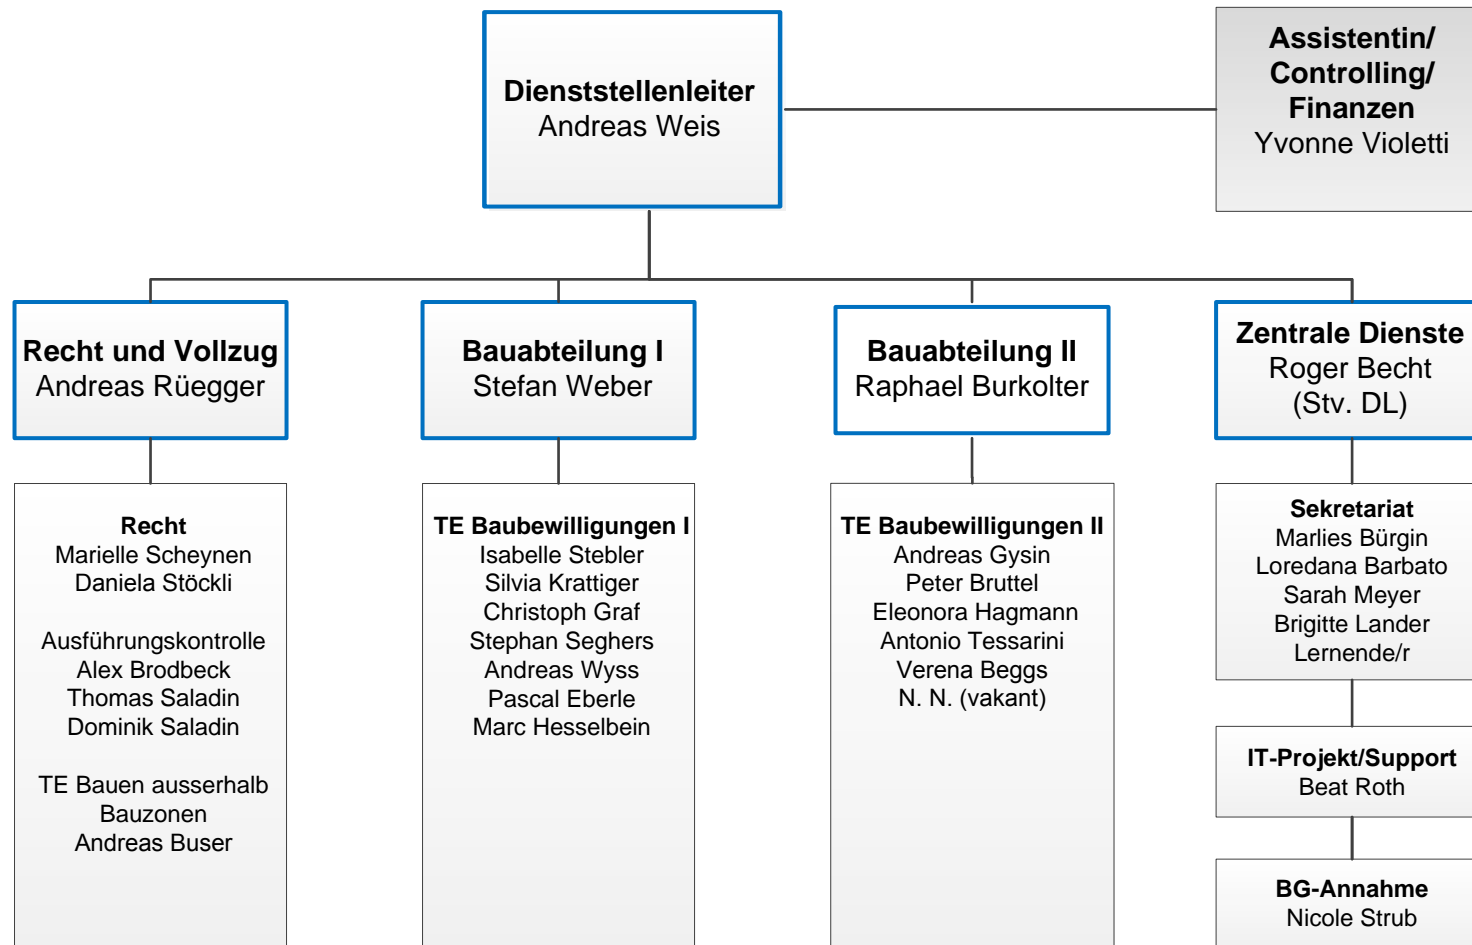 Dienststellenleiter
Andreas Weis
Assistentin/
Controlling/
Finanzen
Yvonne Violetti
Recht und Vollzug
Andreas Rüegger
Bauabteilung I
Stefan Weber
Bauabteilung II
Raphael Burkolter
Zentrale Dienste
Roger Becht
(Stv. DL)
Recht
Marielle Scheynen
Daniela Stöckli
Ausführungskontrolle
Alex Brodbeck
Thomas Saladin
Dominik Saladin
TE Bauen ausserhalb
Bauzonen
Andreas Buser
TE Baubewilligungen I
Isabelle Stebler
Silvia Krattiger
Christoph Graf
Stephan Seghers
Andreas Wyss
Pascal Eberle
Marc Hesselbein
TE Baubewilligungen II
Andreas Gysin
Peter Bruttel
Eleonora Hagmann
Antonio Tessarini
Verena Beggs
N. N. (vakant)
Sekretariat
Marlies Bürgin
Loredana Barbato
Sarah Meyer
Brigitte Lander
Lernende/r
IT-Projekt/Support
Beat Roth
BG-Annahme
Nicole Strub